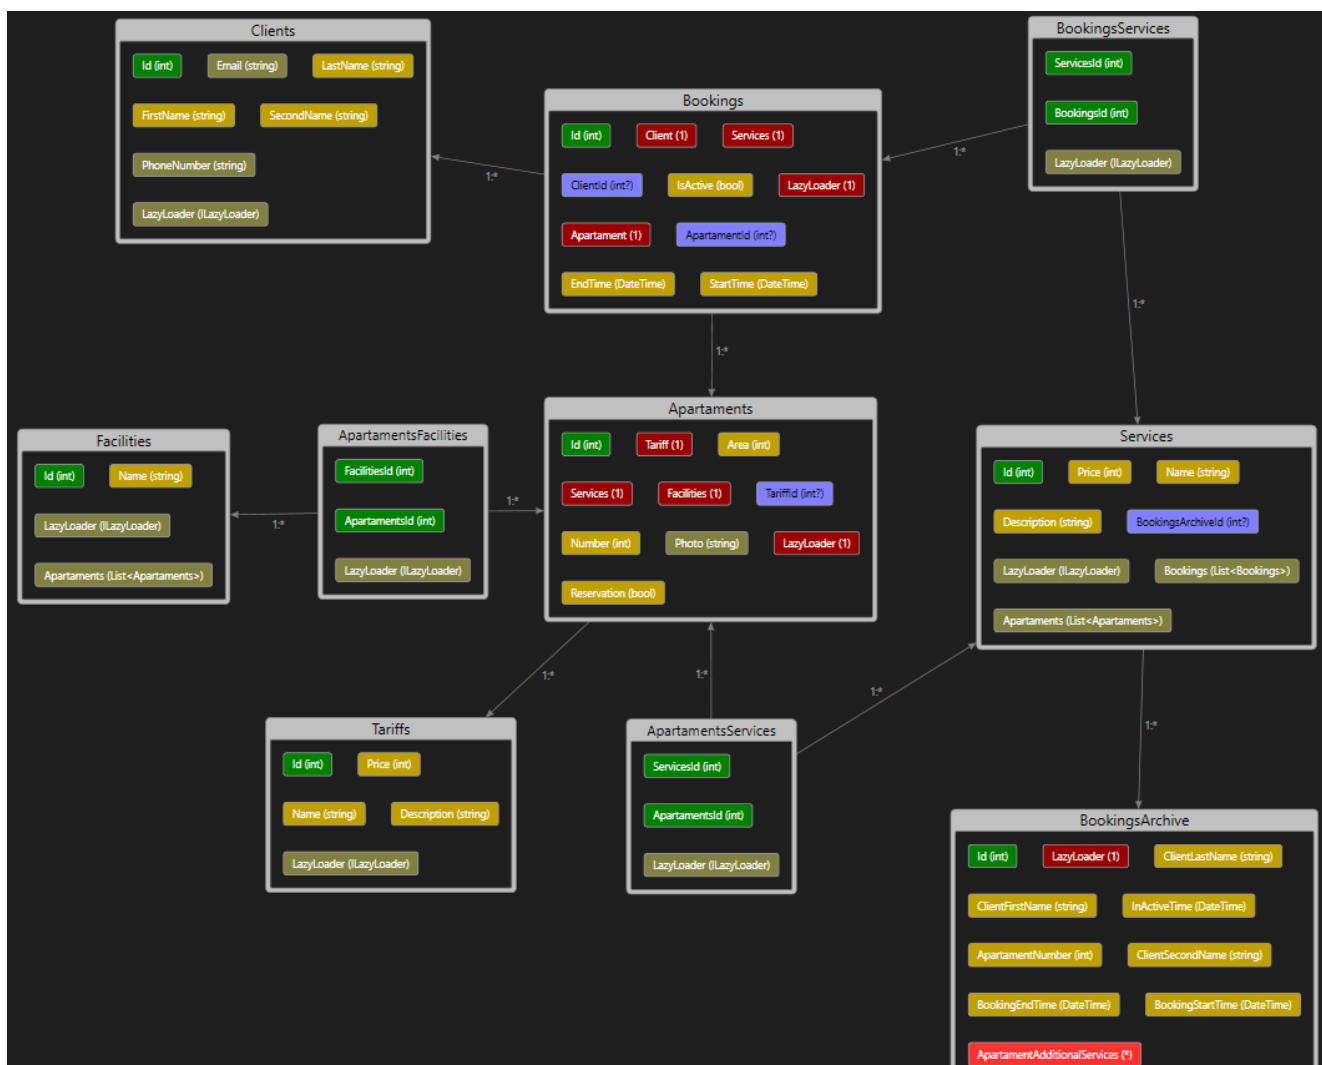 Clients
Id (int) Email (string) LastName (string)
FirstName (string) SecondName (string)
PhoneNumber (string)
LazyLoader (ILazyLoader)
1:*
Bookings
Id (int) Client (1) Services (1)
ClientId (int?) IsActive (bool) LazyLoader (1)
Apartament (1) ApartamentId (int?)
EndTime (DateTime) StartTime (DateTime)
1:*
BookingsServices
ServicesId (int)
BookingsId (int)
LazyLoader (ILazyLoader)
1:*
1:*
Facilities
Id (int) Name (string)
LazyLoader (ILazyLoader)
Apartaments (List<Apartaments>)
1:*
ApartamentsFacilities
FacilitiesId (int)
ApartamentsId (int)
LazyLoader (ILazyLoader)
1:*
Apartaments
Id (int) Tariff (1) Area (int)
Services (1) Facilities (1) TariffId (int?)
Number (int) Photo (string) LazyLoader (1)
Reservation (bool)
1:*
1:*
1:*
Services
Id (int) Price (int) Name (string)
Description (string) BookingsArchiveId (int?)
LazyLoader (ILazyLoader) Bookings (List<Bookings>)
Apartaments (List<Apartaments>)
1:*
Tariffs
Id (int) Price (int)
Name (string) Description (string)
LazyLoader (ILazyLoader)
ApartamentsServices
ServicesId (int)
ApartamentsId (int)
LazyLoader (ILazyLoader)
BookingsArchive
Id (int) LazyLoader (1) ClientLastName (string)
ClientFirstName (string) InActiveTime (DateTime)
ApartamentNumber (int) ClientSecondName (string)
BookingEndTime (DateTime) BookingStartTime (DateTime)
ApartamentAdditionalServices (*)